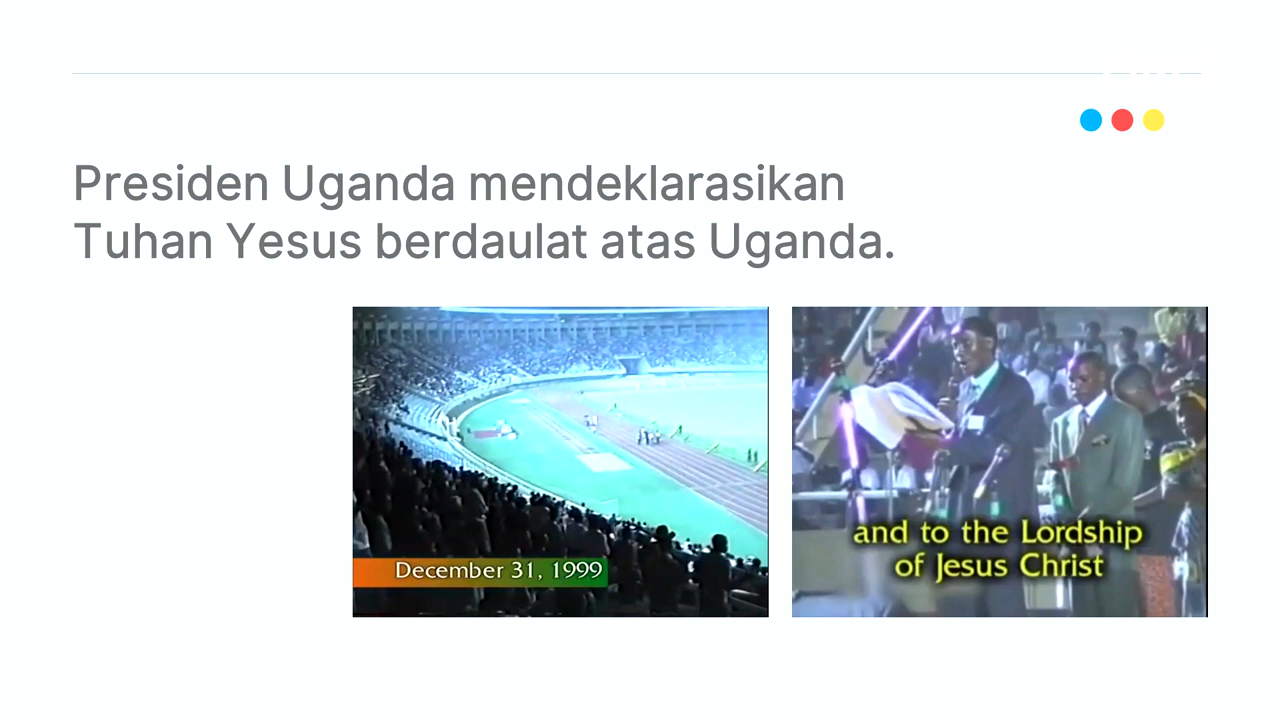 Presiden Uganda mendeklarasikan
Tuhan Yesus berdaulat atas Uganda.
December 31, 1999
and to the Lordship
of Jesus Christ